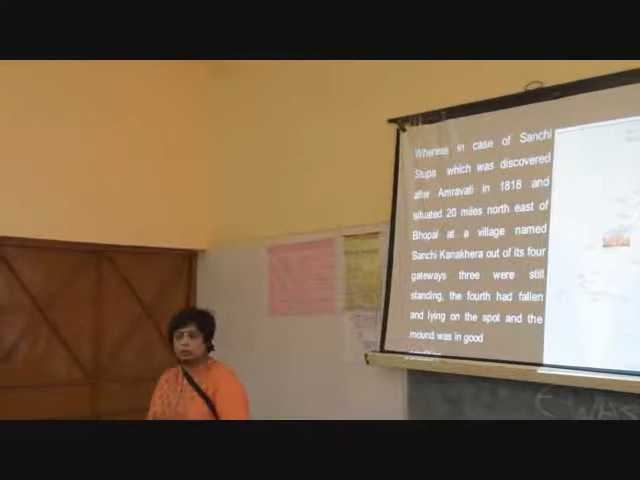 Whereas in case of Sanchi
Stupa which was discovered
after Amravati in 1818 and
situated 20 miles north east of
Bhopal at a village named
Sanchi Kanakhera out of its four
gateways three were still
standing, the fourth had fallen
and lying on the spot and the
mound was in good